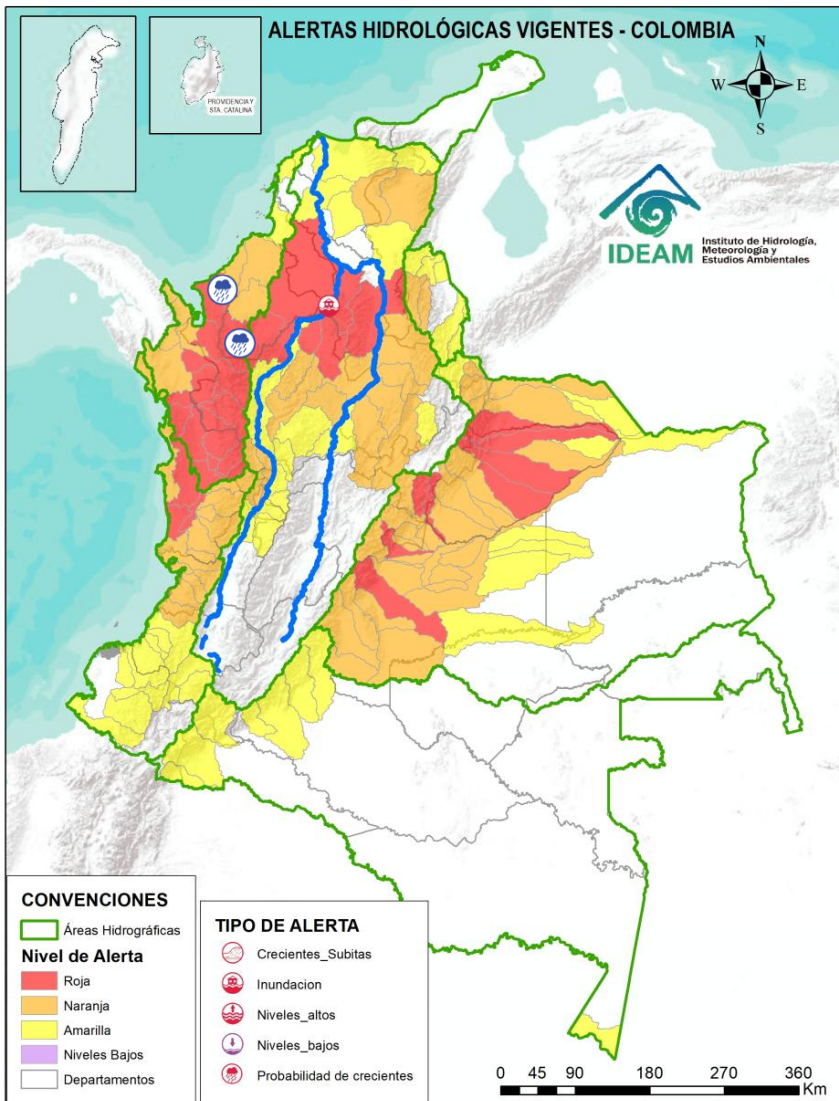 ALERTAS HIDROLÓGICAS VIGENTES - COLOMBIA
PROVIDENCIA Y
STA. CATALINA
N
W
E
S
IDEAM
Instituto de Hidrología,
Meteorología y
Estudios Ambientales
CONVENCIONES
Áreas Hidrográficas
Nivel de Alerta
Roja
Naranja
Amarilla
Niveles Bajos
Departamentos
TIPO DE ALERTA
Crecientes_Subitas
Inundacion
Niveles_altos
Niveles_bajos
Probabilidad de crecientes
0 45 90 180 270 360
Km